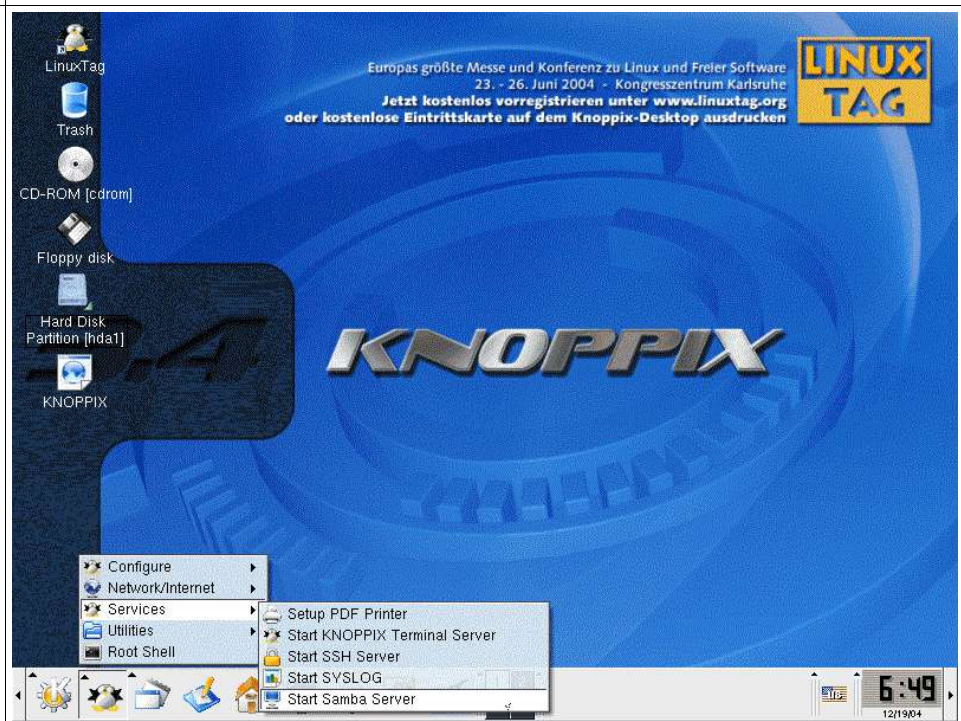 LinuxTag
Trash
CD-ROM [cdrom]
Floppy disk
Hard Disk
Partition [hda1]
KNOPPIX
Europas größte Messe und Konferenz zu Linux und Freier Software
23. - 26. Juni 2004 - Kongresszentrum Karlsruhe
Jetzt kostenlos vorregistrieren unter www.linuxtag.org
oder kostenlose Eintrittskarte auf dem Knoppix-Desktop ausdrucken
LINUX
TAG
3.4
KNOPPIX
Configure
Network/Internet
Services
Utilities
Root Shell
Setup PDF Printer
Start KNOPPIX Terminal Server
Start SSH Server
Start SYSLOG
Start Samba Server
us
6:49
12/19/04